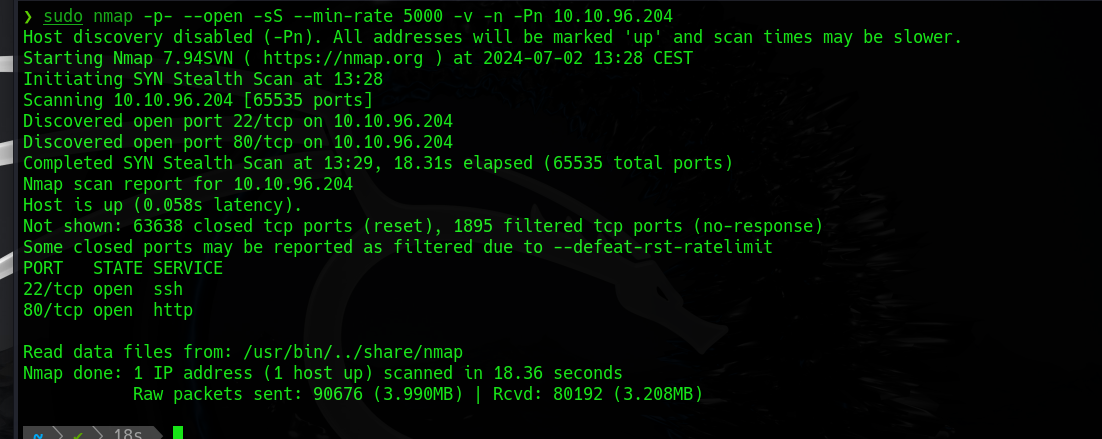 ❯ sudo nmap -p- --open -sS --min-rate 5000 -v -n -Pn 10.10.96.204
Host discovery disabled (-Pn). All addresses will be marked 'up' and scan times may be slower.
Starting Nmap 7.94SVN ( https://nmap.org ) at 2024-07-02 13:28 CEST
Initiating SYN Stealth Scan at 13:28
Scanning 10.10.96.204 [65535 ports]
Discovered open port 22/tcp on 10.10.96.204
Discovered open port 80/tcp on 10.10.96.204
Completed SYN Stealth Scan at 13:29, 18.31s elapsed (65535 total ports)
Nmap scan report for 10.10.96.204
Host is up (0.058s latency).
Not shown: 63638 closed tcp ports (reset), 1895 filtered tcp ports (no-response)
Some closed ports may be reported as filtered due to --defeat-rst-ratelimit
PORT   STATE SERVICE
22/tcp open  ssh
80/tcp open  http
Read data files from: /usr/bin/../share/nmap
Nmap done: 1 IP address (1 host up) scanned in 18.36 seconds
           Raw packets sent: 90676 (3.990MB) | Rcvd: 80192 (3.208MB)
~ ✔ 18s